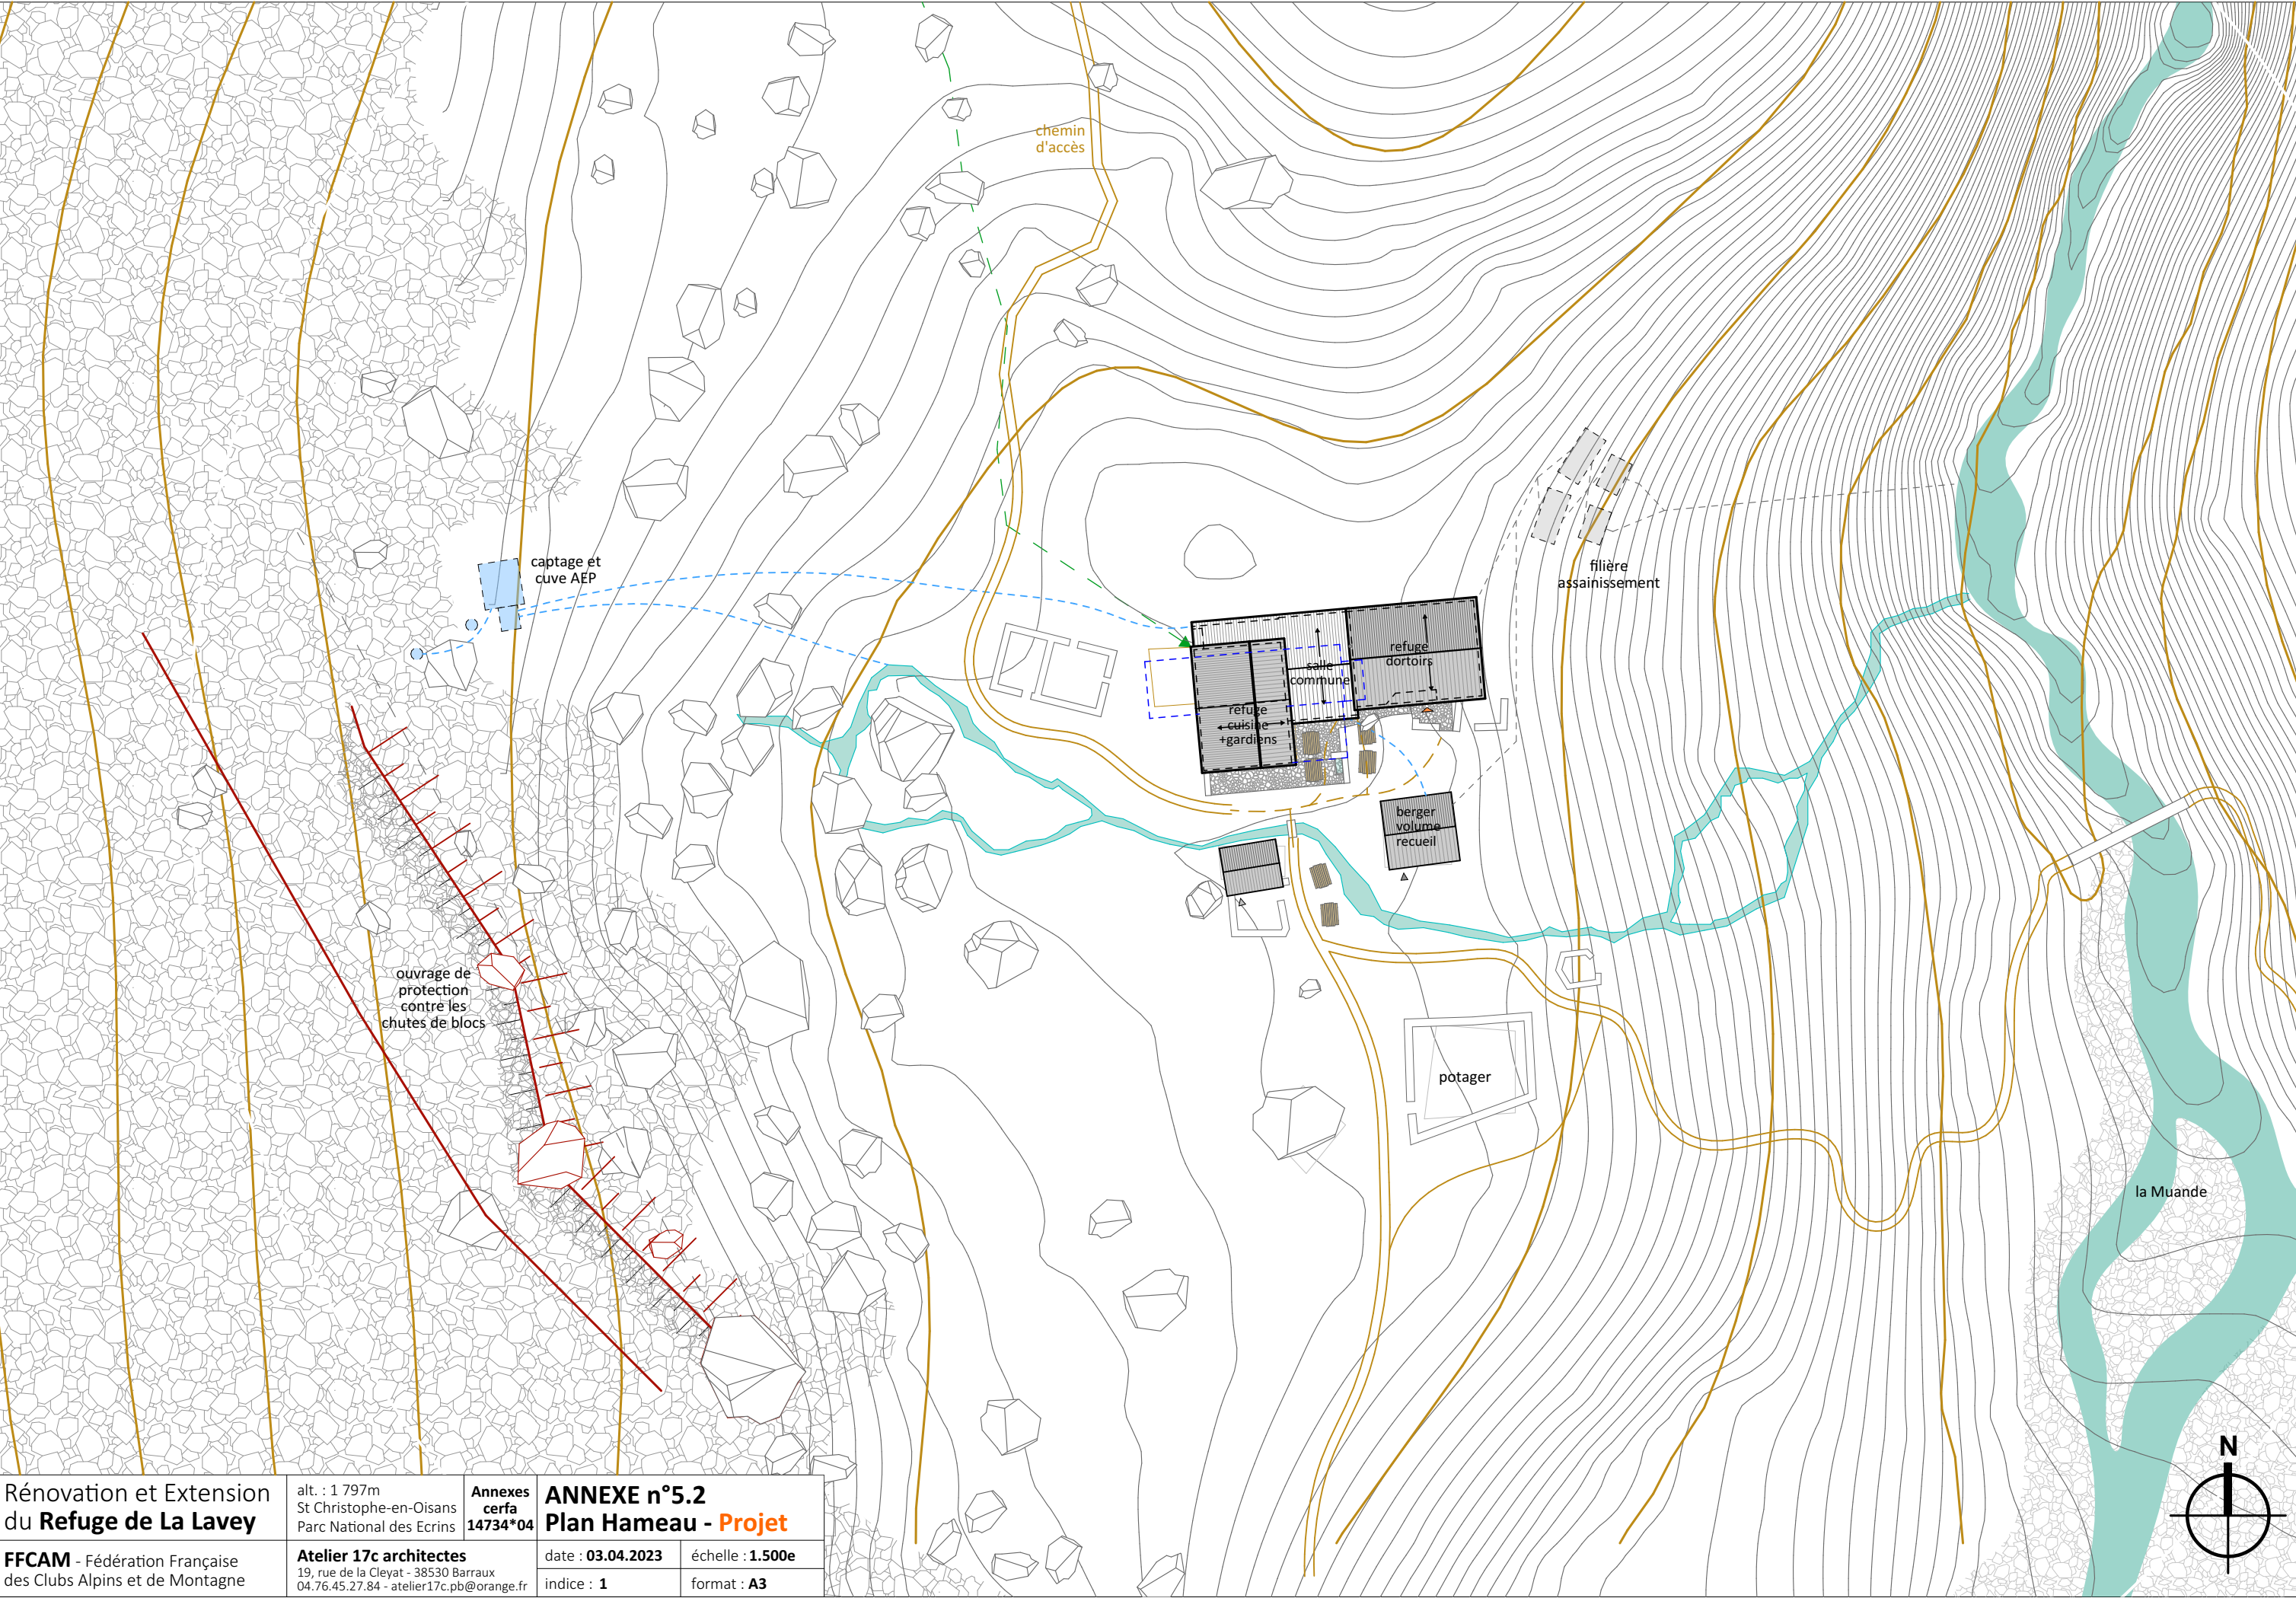 chemin
d'accès
captage et
cuve AEP
filière
assainissement
refuge
dortoirs
salle
commune
refuge
cuisine
+gardiens
berger
volume
recueil
ouvrage de
protection
contre les
chutes de blocs
potager
la Muande
N
Rénovation et Extension
du Refuge de La Lavey
alt. : 1 797m
St Christophe-en-Oisans
Parc National des Ecrins
Annexes
cerfa
14734*04
ANNEXE n°5.2
Plan Hameau - Projet
FFCAM - Fédération Française
des Clubs Alpins et de Montagne
Atelier 17c architectes
19, rue de la Cleyat - 38530 Barraux
04.76.45.27.84 - atelier17c.pb@orange.fr
date : 03.04.2023
échelle : 1.500e
indice : 1
format : A3